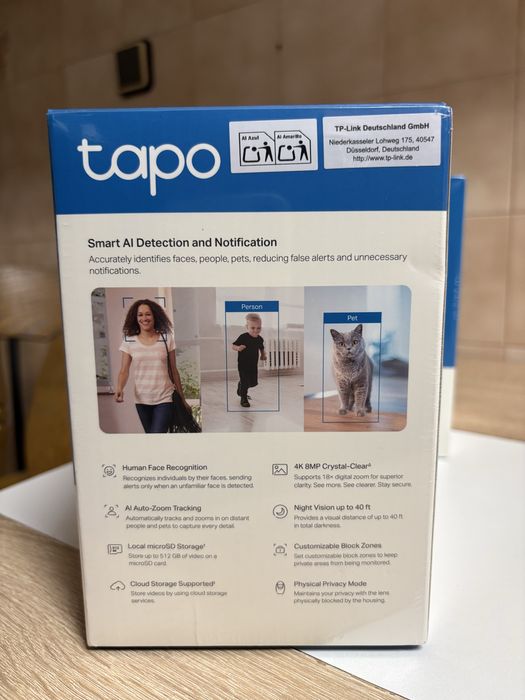 tapo
Al Azul
Al Amarillo
TP-Link Deutschland GmbH
Niederkasseler Lohweg 175, 40547
Düsseldorf, Deutschland
http://www.tp-link.de
Smart AI Detection and Notification
Accurately identifies faces, people, pets, reducing false alerts and unnecessary
notifications.
Person
Pet
Human Face Recognition
Recognizes individuals by their faces, sending
alerts only when an unfamiliar face is detected.
AI Auto-Zoom Tracking
Automatically tracks and zooms in on distant
people and pets to capture every detail.
Local microSD Storage†
Store up to 512 GB of video on a
microSD card.
Cloud Storage Supported‡
Store videos by using cloud storage
services.
4K 8MP Crystal-Clear△
Supports 18× digital zoom for superior
clarity. See more. See clearer. Stay secure.
Night Vision up to 40 ft
Provides a visual distance of up to 40 ft
in total darkness.
Customizable Block Zones
Set customizable block zones to keep
private areas from being monitored.
Physical Privacy Mode
Maintains your privacy with the lens
physically blocked by the housing.